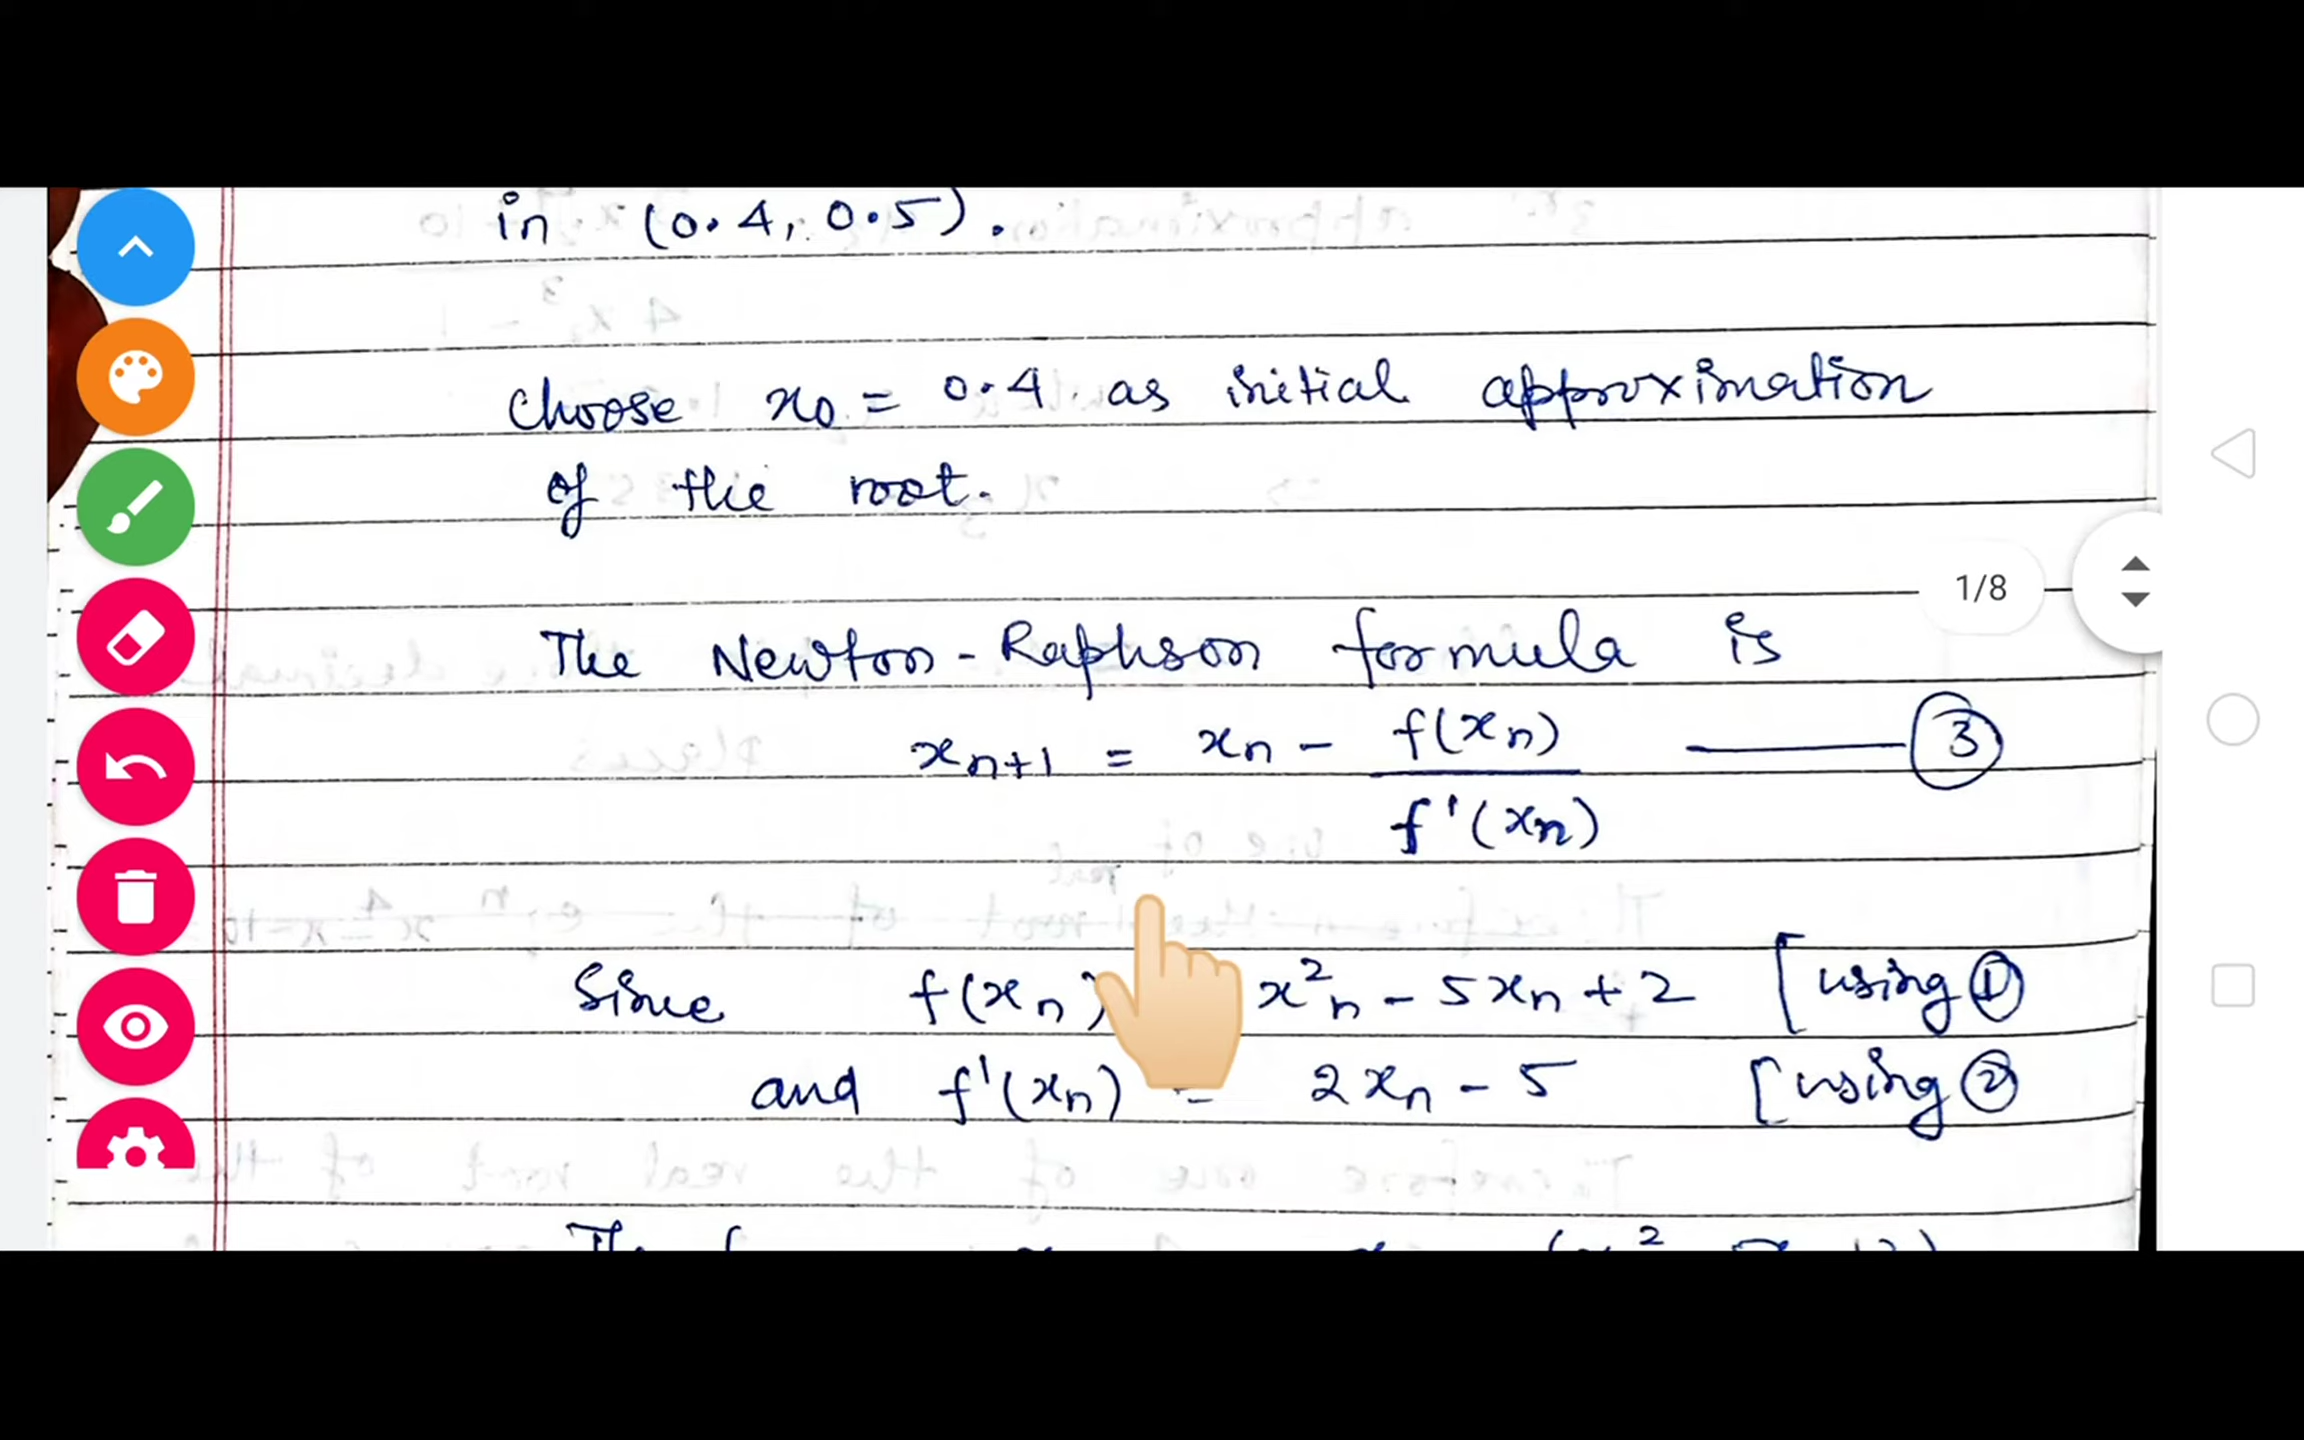 in (0.4, 0.5).
choose x₀ = 0.4 as initial approximation
of the root.
1/8
The Newton-Raphson formula is
xₙ₊₁ = xₙ - f(xₙ) / f'(xₙ) ——— ③
Since f(xₙ) x²ₙ - 5xₙ + 2 [using ①
and f'(xₙ) = 2xₙ - 5 [using ②